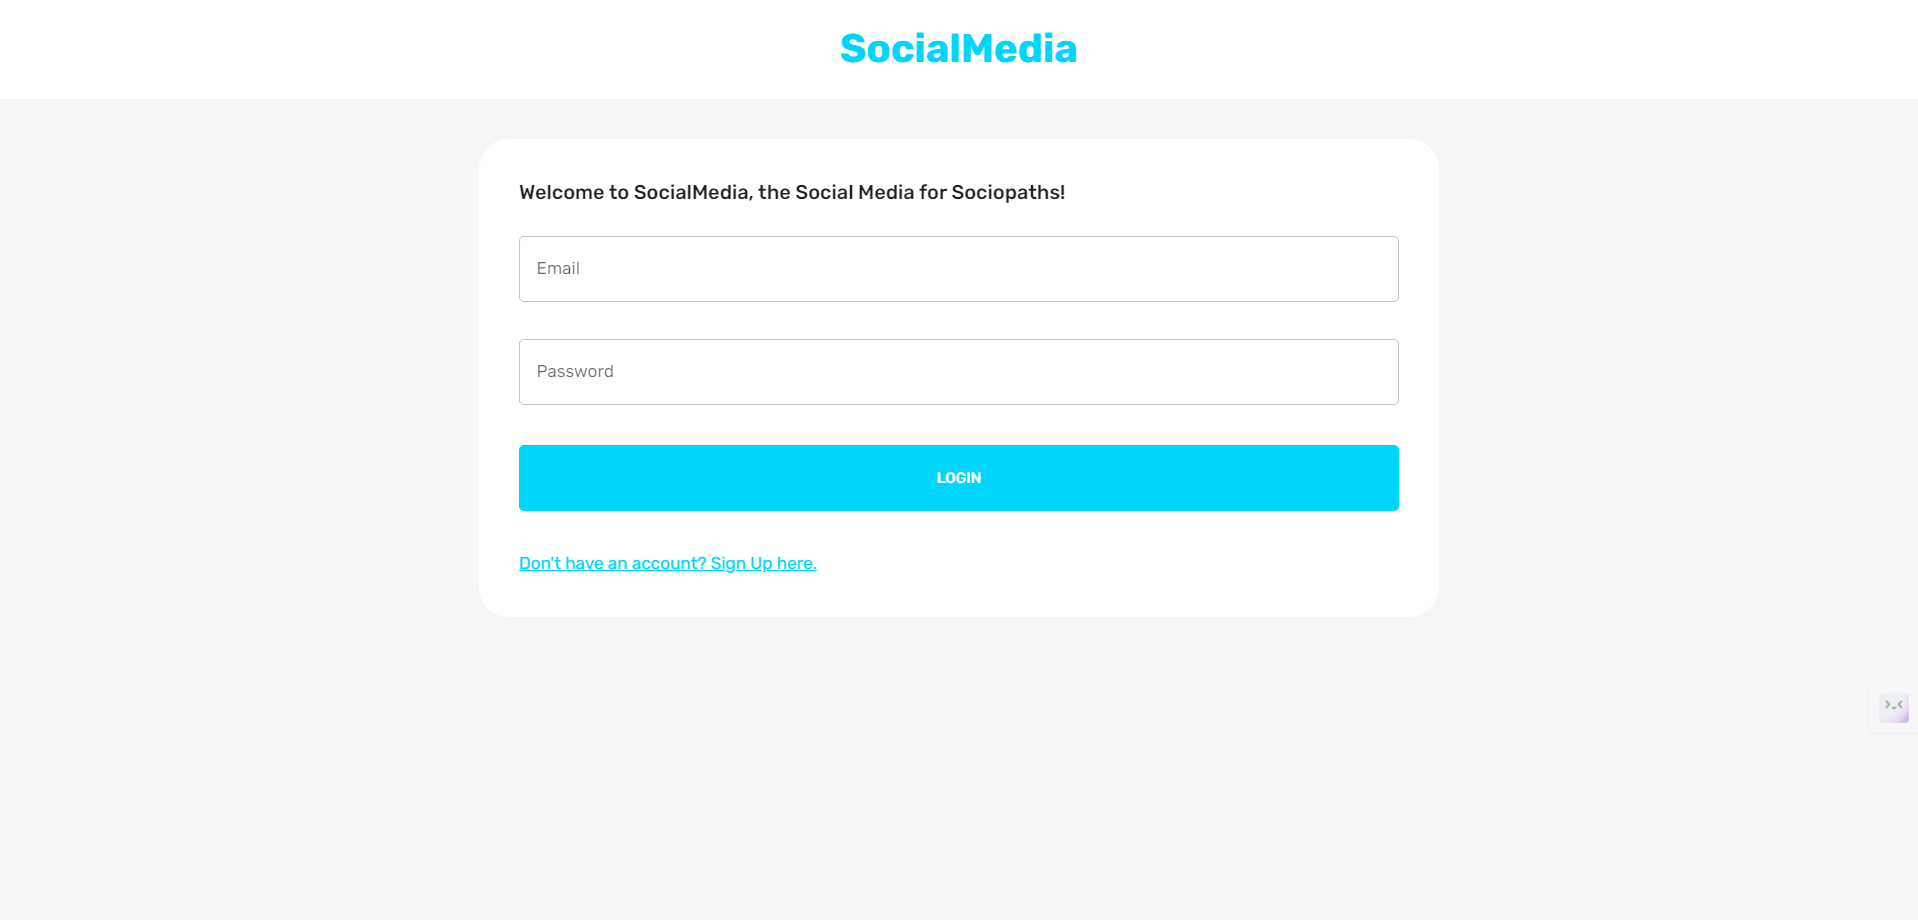 SocialMedia
Welcome to SocialMedia, the Social Media for Sociopaths!
Email
Password
LOGIN
Don't have an account? Sign Up here.